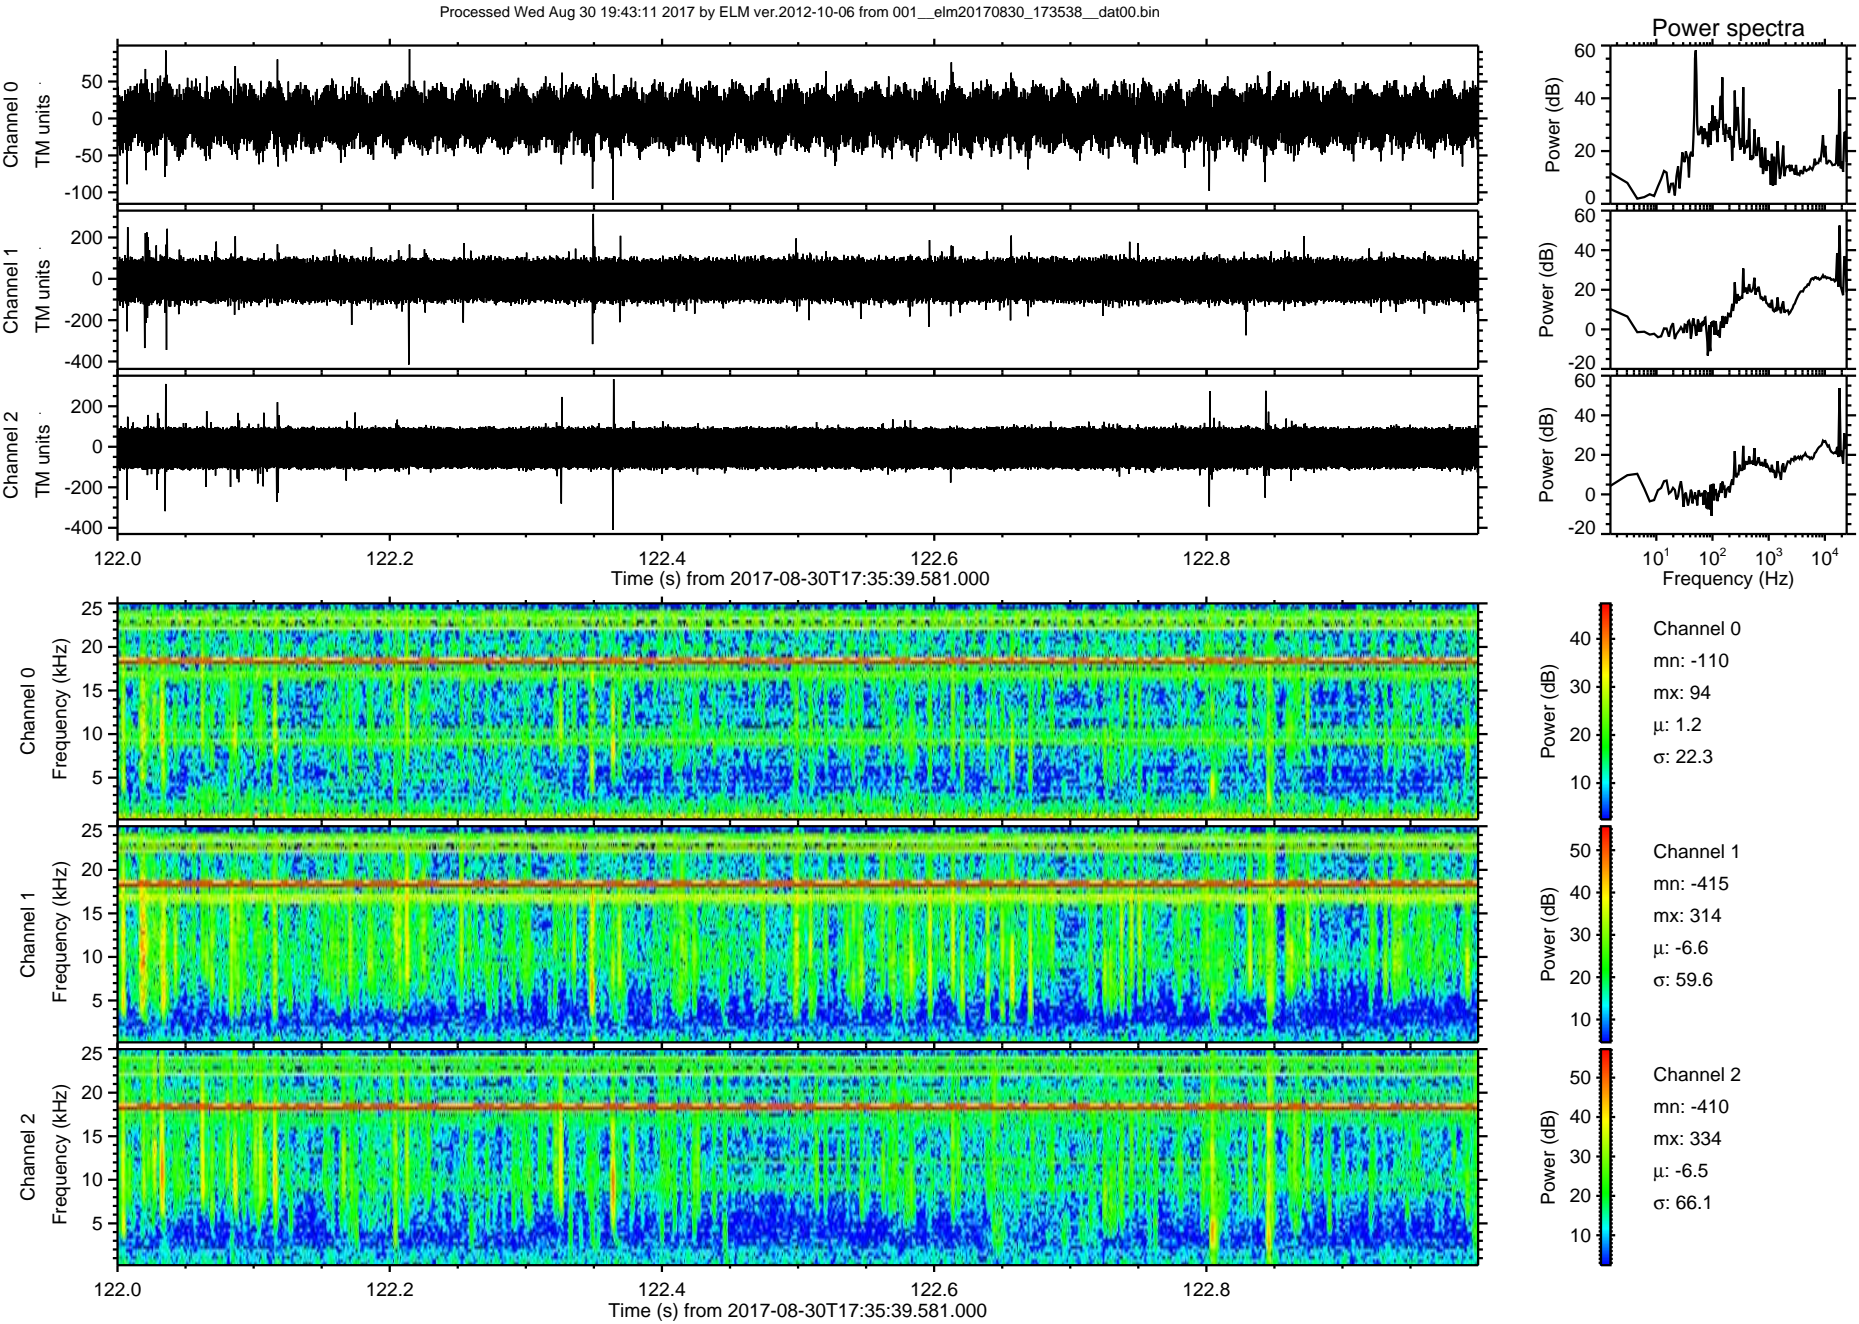 Processed Wed Aug 30 19:43:11 2017 by ELM ver.2012-10-06 from 001__elm20170830_173538__dat00.bin
Power spectra
Channel 0
TM units
50
0
-50
-100
Power (dB)
60
40
20
0
Channel 1
TM units
200
0
-200
-400
Power (dB)
60
40
20
0
-20
Channel 2
TM units
200
0
-200
-400
Power (dB)
60
40
20
0
-20
122.0 122.2 122.4 122.6 122.8
Time (s) from 2017-08-30T17:35:39.581.000
10^1 10^2 10^3 10^4
Frequency (Hz)
Channel 0
Frequency (kHz)
25
20
15
10
5
Power (dB)
40
30
20
10
Channel 0
mn: -110
mx: 94
μ: 1.2
σ: 22.3
Channel 1
Frequency (kHz)
25
20
15
10
5
Power (dB)
50
40
30
20
10
Channel 1
mn: -415
mx: 314
μ: -6.6
σ: 59.6
Channel 2
Frequency (kHz)
25
20
15
10
5
Power (dB)
50
40
30
20
10
Channel 2
mn: -410
mx: 334
μ: -6.5
σ: 66.1
122.0 122.2 122.4 122.6 122.8
Time (s) from 2017-08-30T17:35:39.581.000